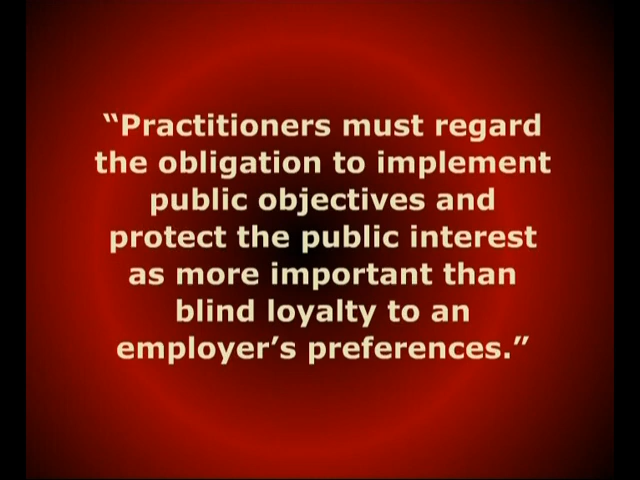 “Practitioners must regard
the obligation to implement
public objectives and
protect the public interest
as more important than
blind loyalty to an
employer’s preferences.”